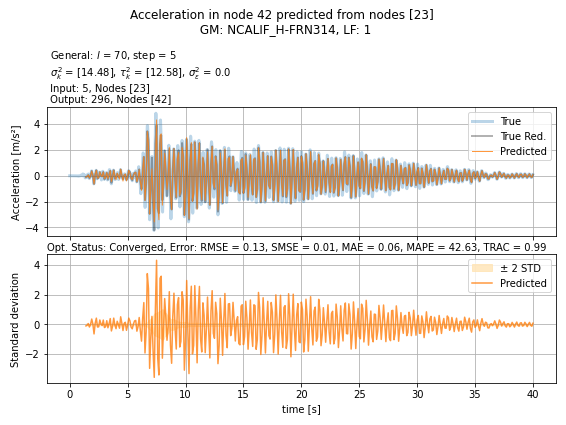 Acceleration in node 42 predicted from nodes [23]
GM: NCALIF_H-FRN314, LF: 1
General: l = 70, step = 5
σ²ₖ = [14.48], τ²ₖ = [12.58], σ²ε = 0.0
Input: 5, Nodes [23]
Output: 296, Nodes [42]
Acceleration [m/s²]
4
2
0
−2
−4
True
True Red.
Predicted
Opt. Status: Converged, Error: RMSE = 0.13, SMSE = 0.01, MAE = 0.06, MAPE = 42.63, TRAC = 0.99
Standard deviation
4
2
0
−2
± 2 STD
Predicted
0 5 10 15 20 25 30 35 40
time [s]